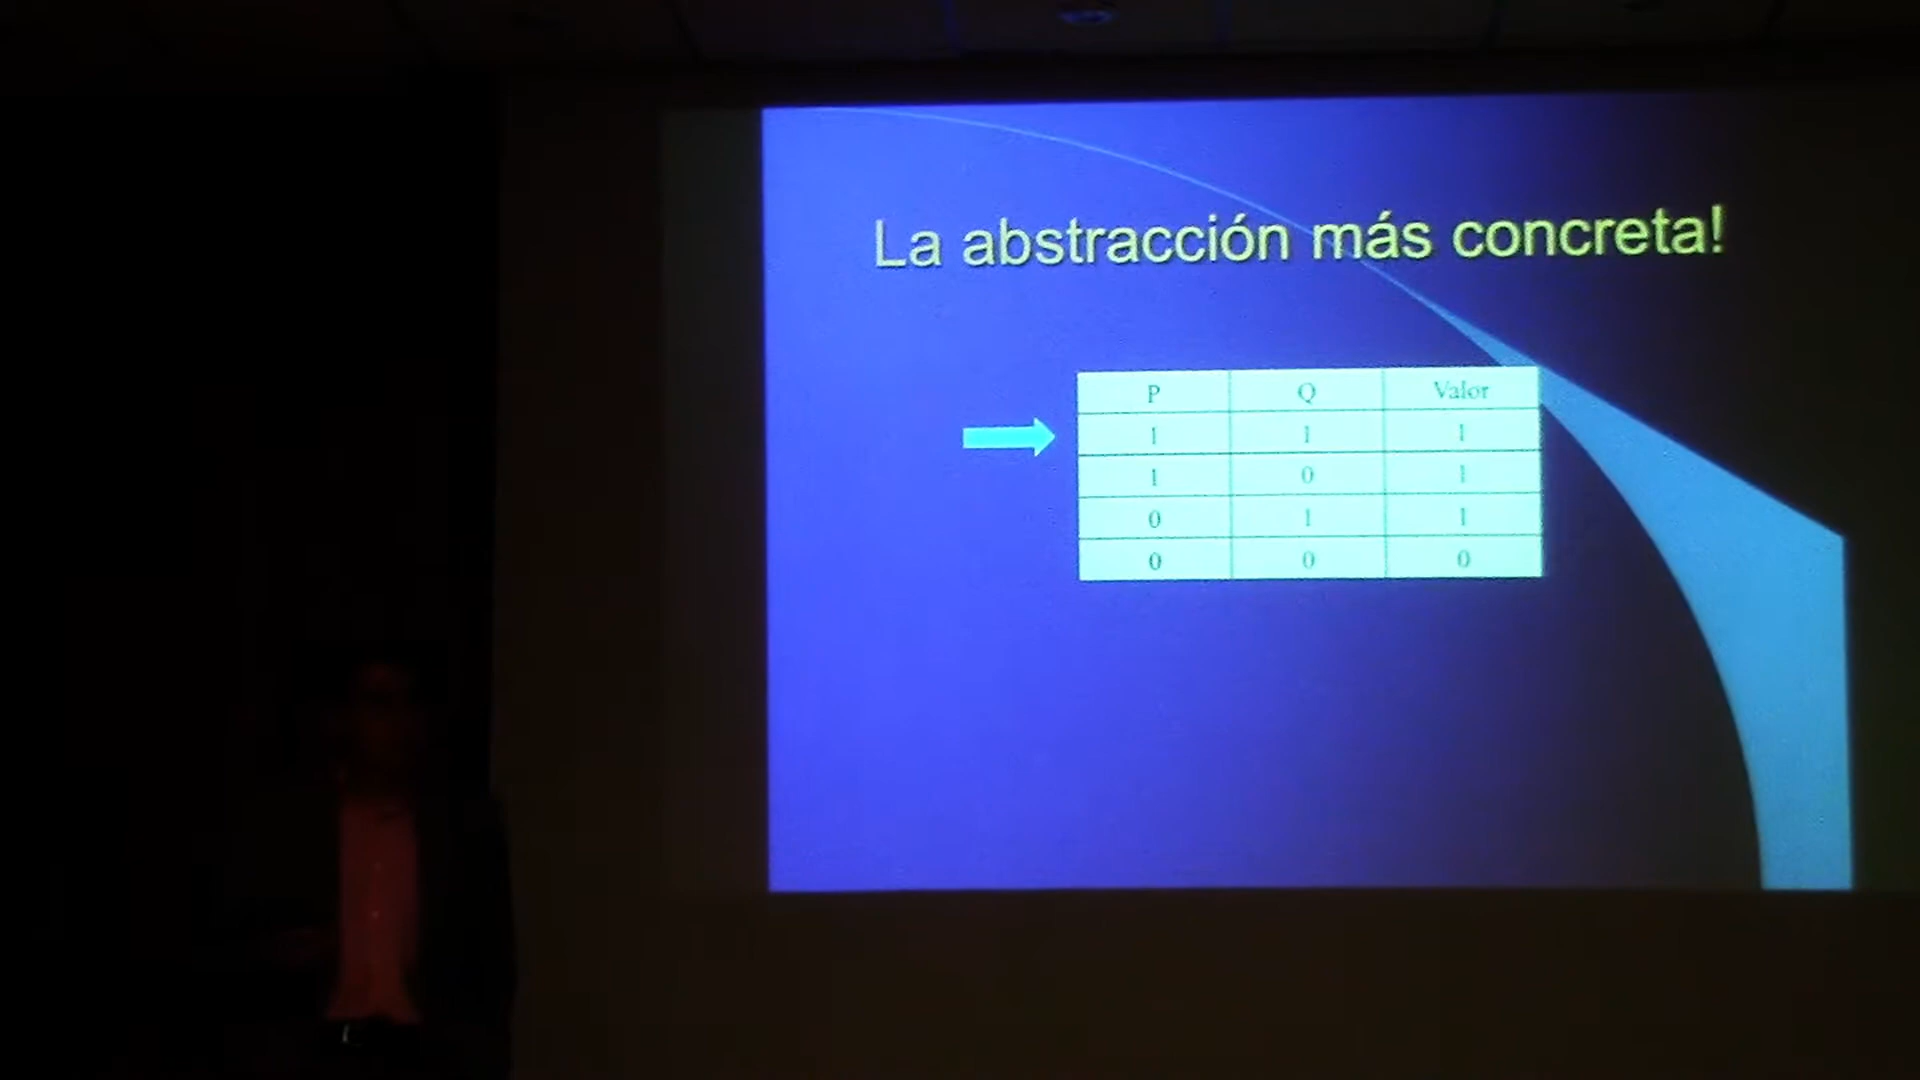 La abstracción más concreta!
P Q Valor
1 1 1
1 0 1
0 1 1
0 0 0